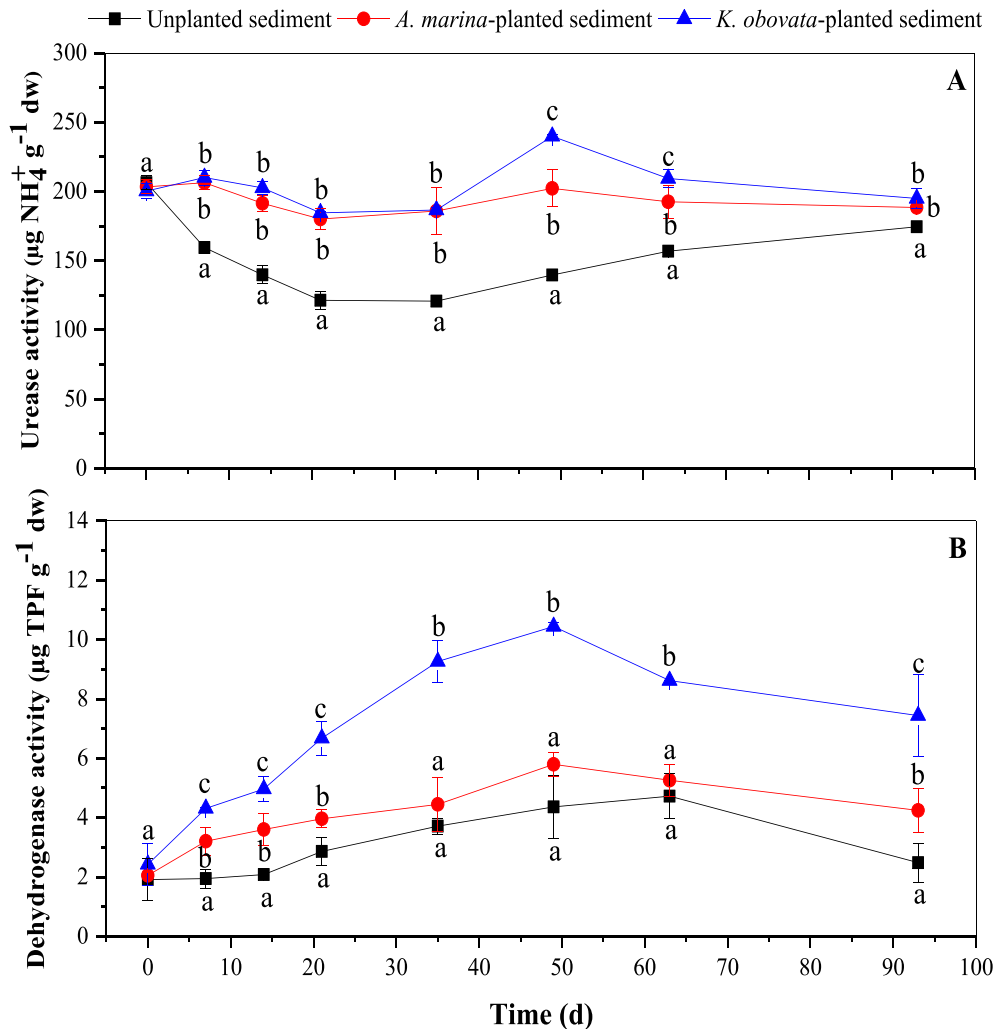 Unplanted sediment A. marina-planted sediment K. obovata-planted sediment
A
Urease activity (µg NH4+ g-1 dw)
300
250
200
150
100
50
0
a b b b b c c b
b b b b b b b
a a a a a a a
B
Dehydrogenase activity (µg TPF g-1 dw)
14
12
10
8
6
4
2
0
a c c c b b b c
b b b a a a b
a a a a a a a
0 10 20 30 40 50 60 70 80 90 100
Time (d)